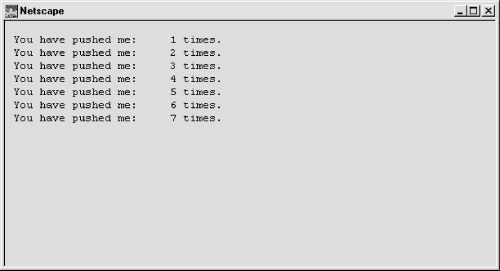 Netscape
You have pushed me:     1 times.
You have pushed me:     2 times.
You have pushed me:     3 times.
You have pushed me:     4 times.
You have pushed me:     5 times.
You have pushed me:     6 times.
You have pushed me:     7 times.